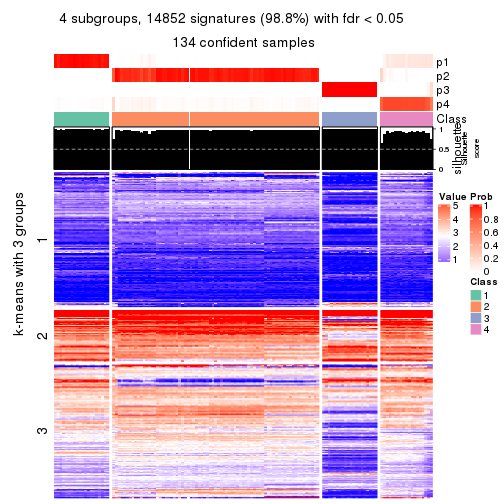 4 subgroups, 14852 signatures (98.8%) with fdr < 0.05
134 confident samples
p1
p2
p3
p4
Class
1
0.5
0
silhouette
Silhouette
score
k-means with 3 groups
1
2
3
Value
5
4
3
2
1
Prob
1
0.8
0.6
0.4
0.2
0
Class
1
2
3
4